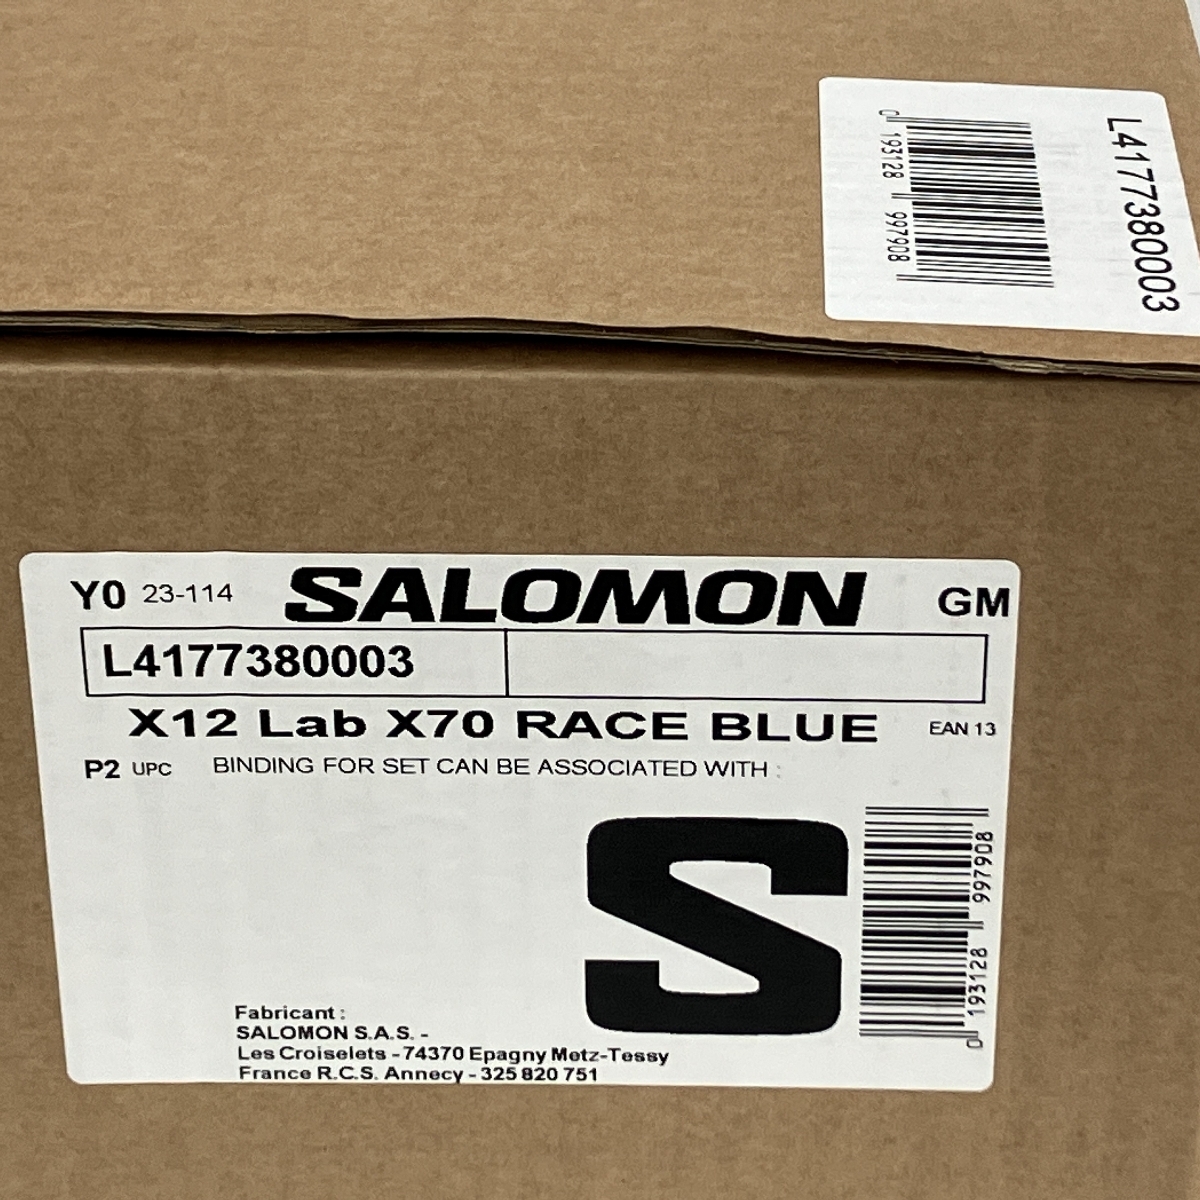 L4177380003
0 193128 997908
Y0 23-114 SALOMON GM
L4177380003
X12 Lab X70 RACE BLUE EAN 13
P2 UPC BINDING FOR SET CAN BE ASSOCIATED WITH :
S
0 193128 997908
Fabricant :
SALOMON S.A.S. -
Les Croiselets - 74370 Epagny Metz-Tessy
France R.C.S. Annecy - 325 820 751